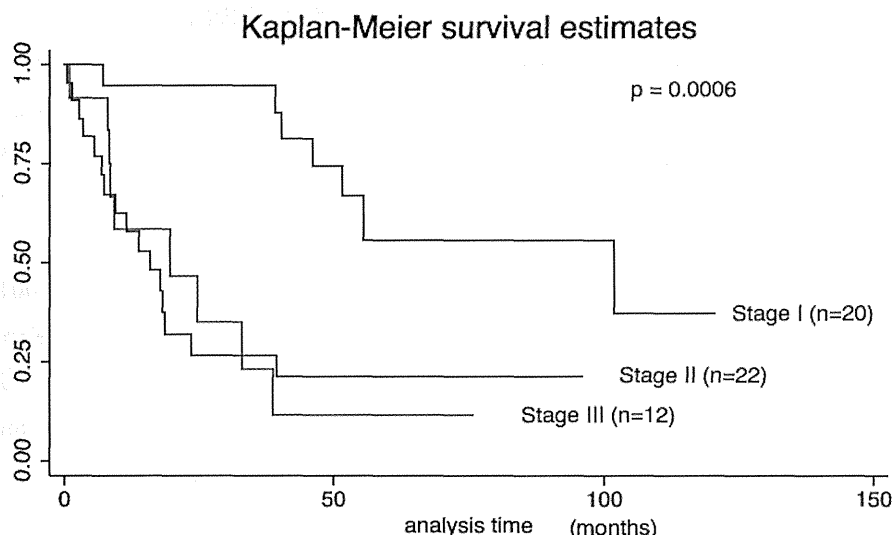 Kaplan-Meier survival estimates
1.00
p = 0.0006
0.75
0.50
Stage I (n=20)
0.25
Stage II (n=22)
Stage III (n=12)
0.00
0 50 100 150
analysis time (months)